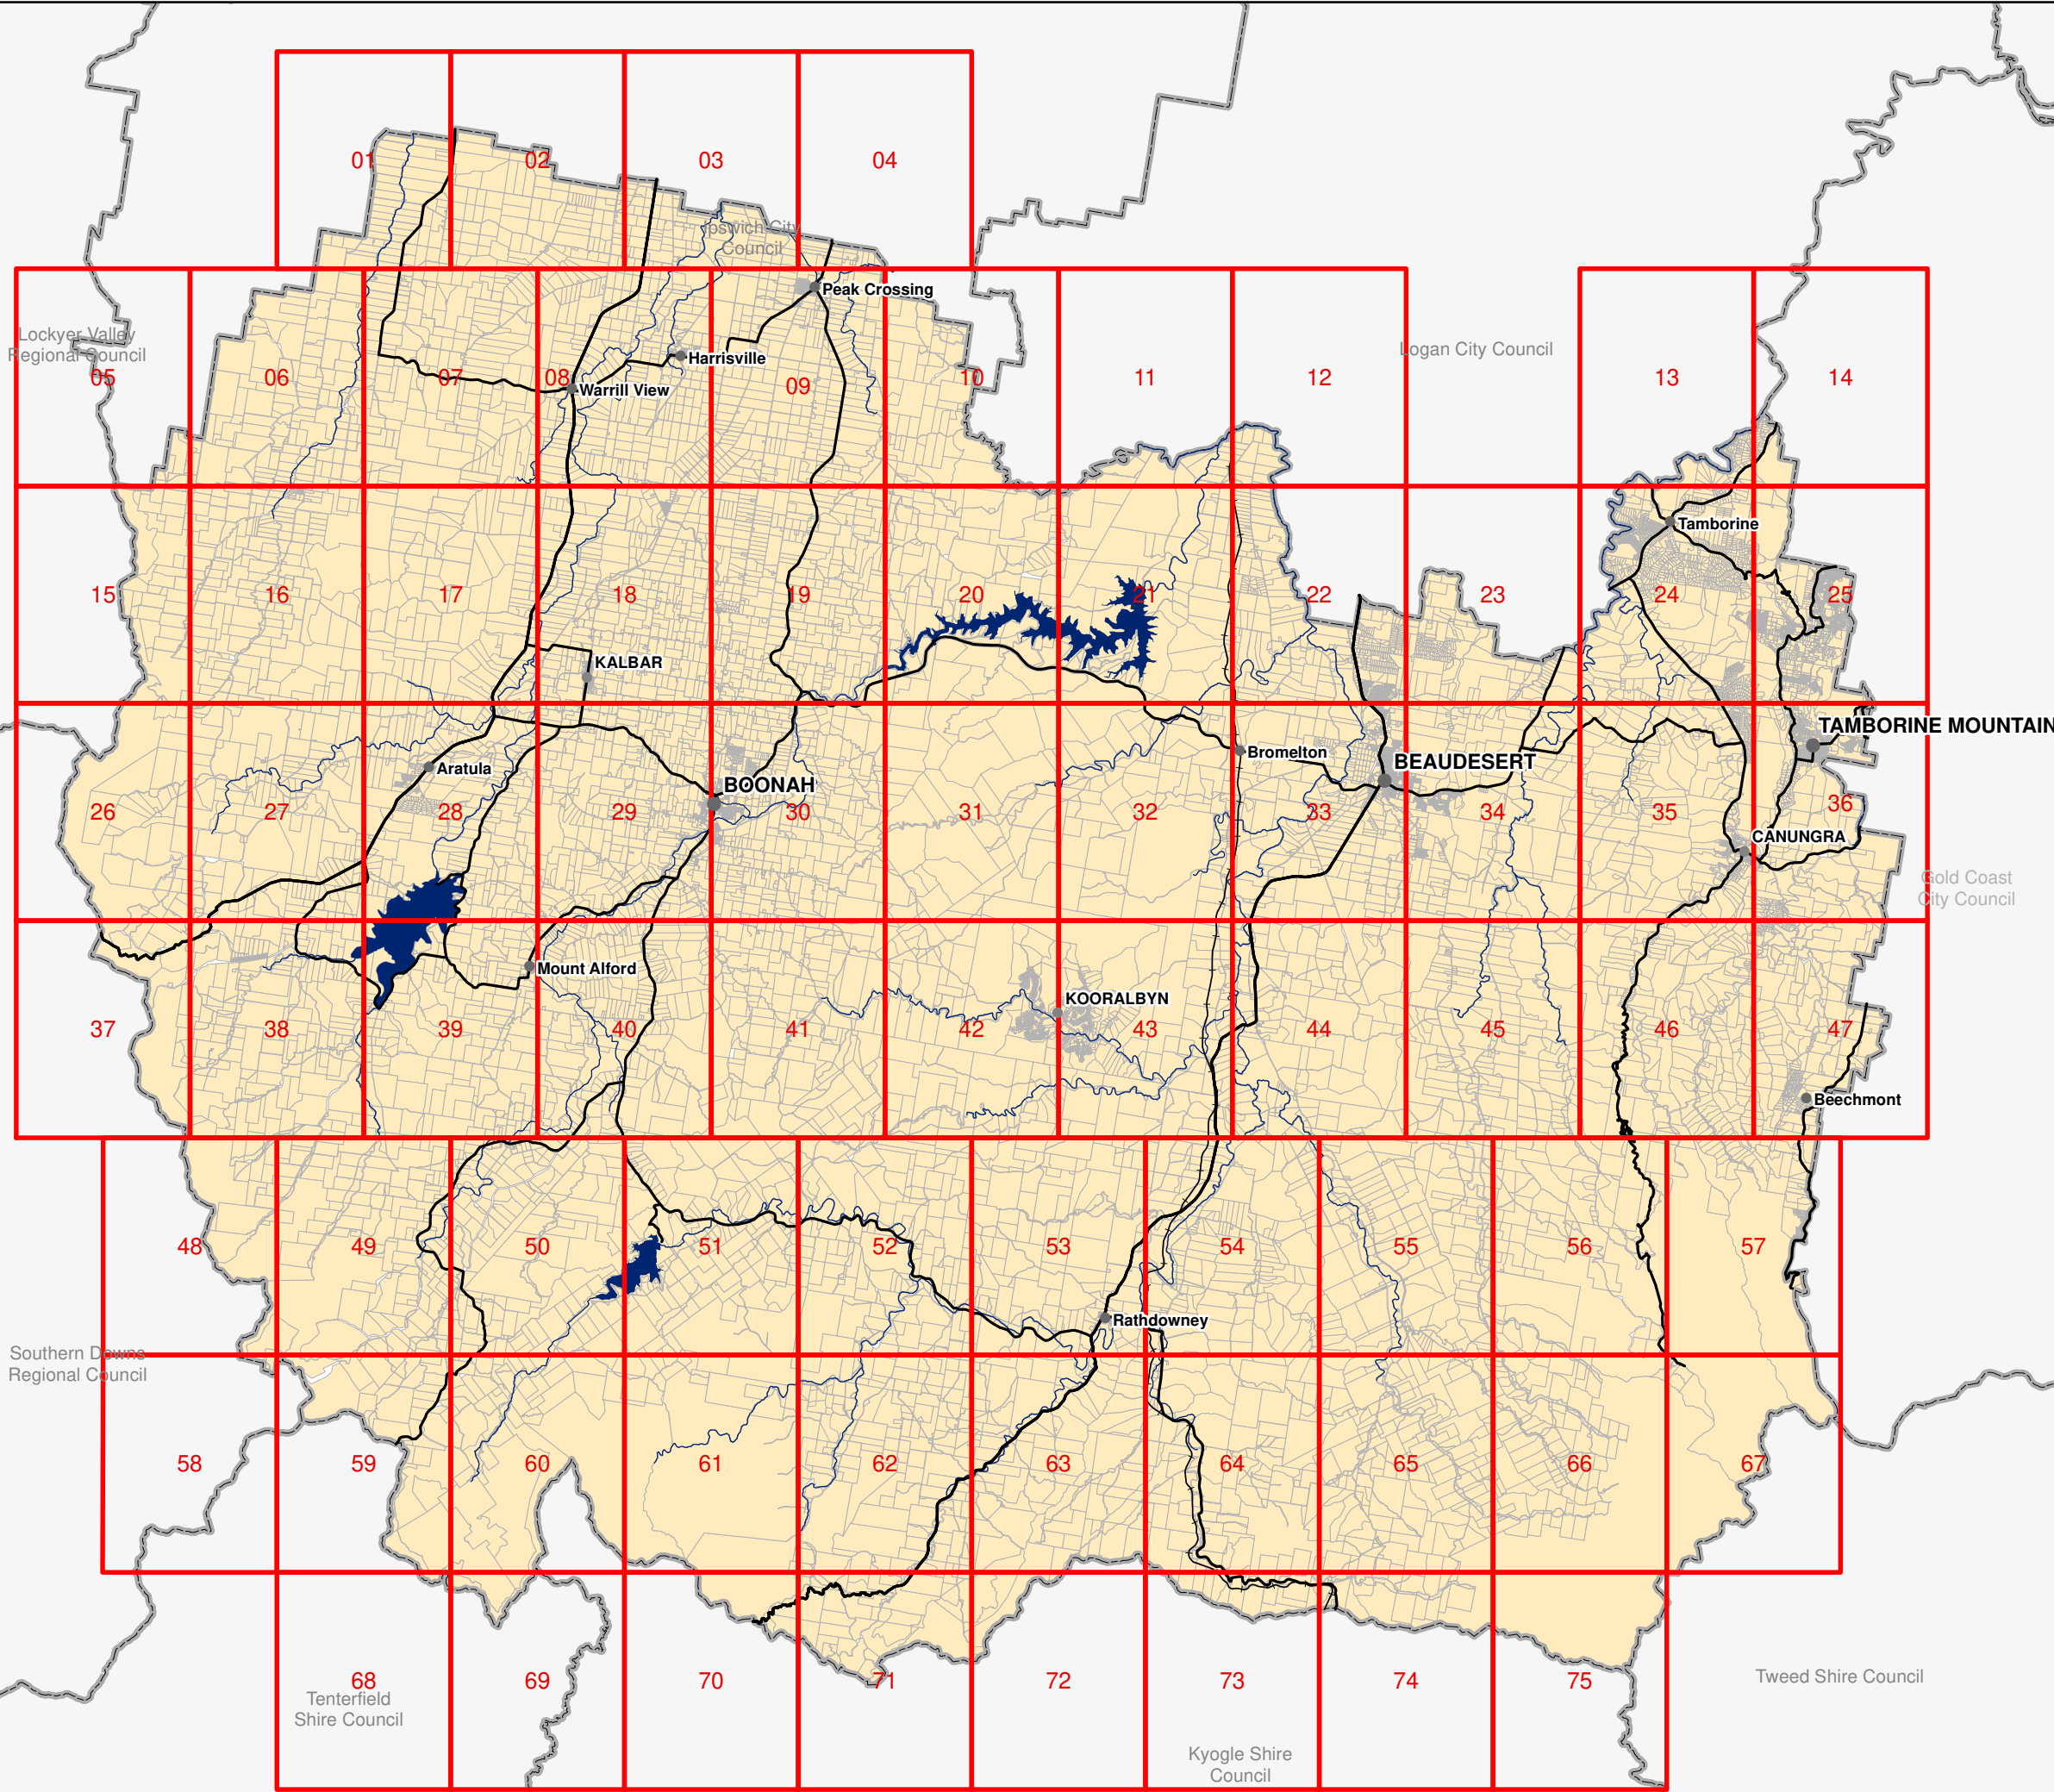 01
02
03
04
Ipswich City
Council
Peak Crossing
Lockyer Valley
Regional Council
Harrisville
Logan City Council
05
06
07
08
Warrill View
09
10
11
12
13
14
Tamborine
15
16
17
18
19
20
21
22
23
24
25
KALBAR
TAMBORINE MOUNTAIN
Bromelton
BEAUDESERT
Aratula
BOONAH
26
27
28
29
30
31
32
33
34
35
36
CANUNGRA
Gold Coast
City Council
Mount Alford
KOORALBYN
37
38
39
40
41
42
43
44
45
46
47
Beechmont
48
49
50
51
52
53
54
55
56
57
Rathdowney
Southern Downs
Regional Council
58
59
60
61
62
63
64
65
66
67
68
69
70
71
72
73
74
75
Tenterfield
Shire Council
Tweed Shire Council
Kyogle Shire
Council